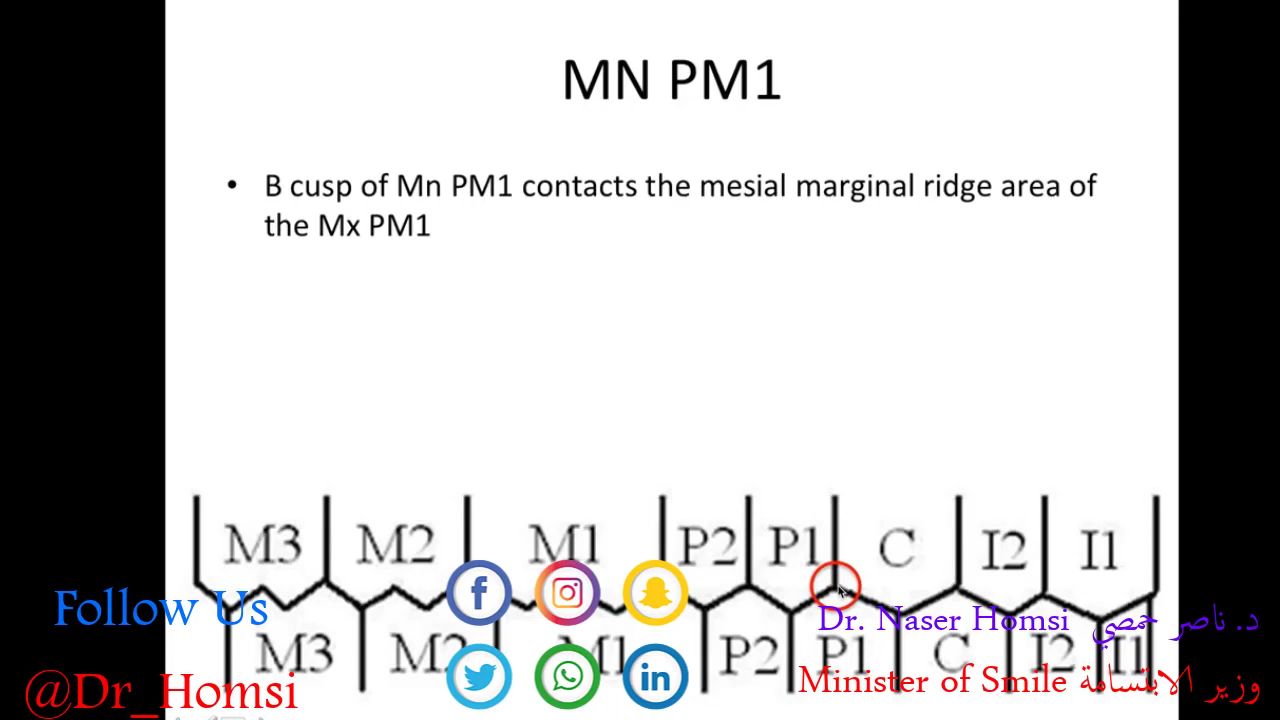 MN PM1
• B cusp of Mn PM1 contacts the mesial marginal ridge area of
the Mx PM1
M3 M2 M1 P2 P1 C I2 I1
Follow Us
Dr. Naser Homsi د. ناصر حمصي
M3 M2 M1 P2 P1 C I2 I1
@Dr_Homsi
Minister of Smile وزير الابتسامة